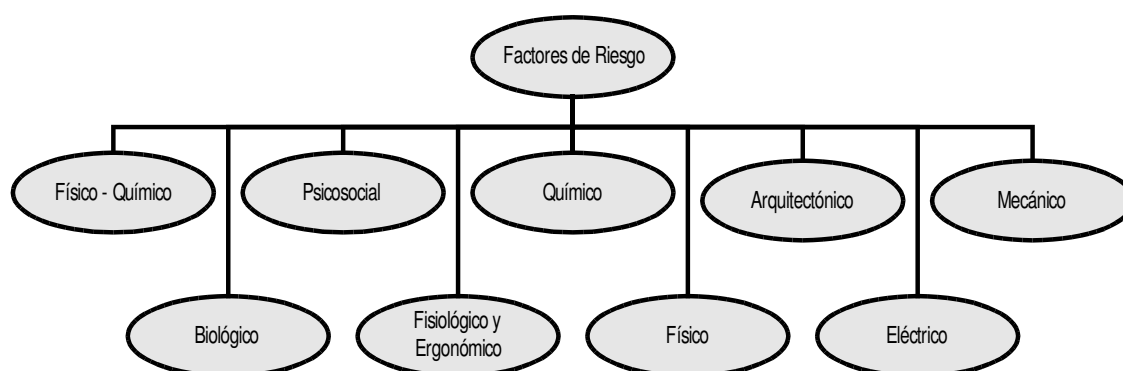 Factores de Riesgo
Físico - Químico
Psicosocial
Químico
Arquitectónico
Mecánico
Biológico
Fisiológico y
Ergonómico
Físico
Eléctrico